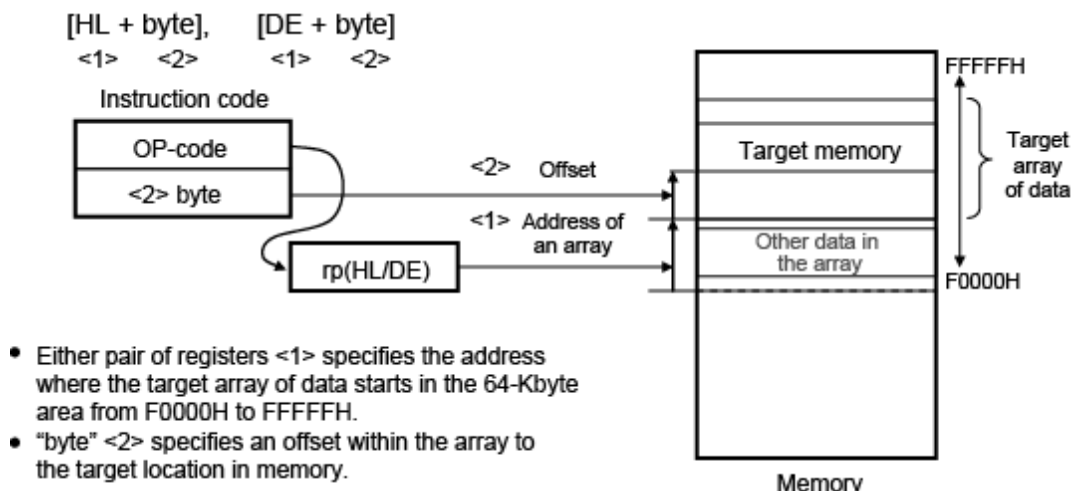 [HL + byte], [DE + byte]
<1> <2> <1> <2>
Instruction code
OP-code
<2> byte
rp(HL/DE)
<2> Offset
<1> Address of
an array
FFFFFH
Target memory
Target
array
of data
Other data in
the array
F0000H
Memory
• Either pair of registers <1> specifies the address
where the target array of data starts in the 64-Kbyte
area from F0000H to FFFFFH.
• “byte” <2> specifies an offset within the array to
the target location in memory.